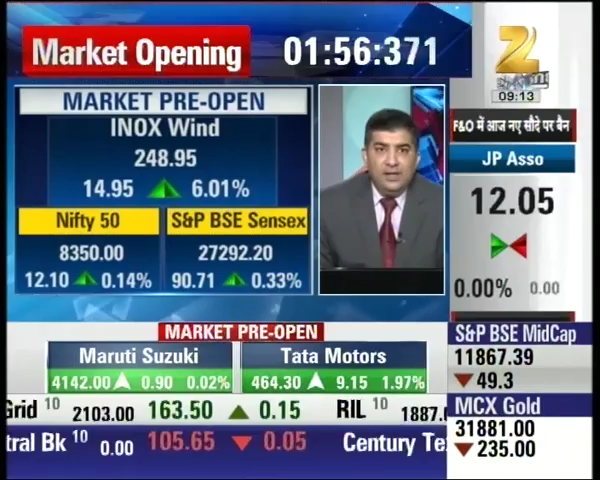 Market Opening
01:56:371
Z
09:13
MARKET PRE-OPEN
INOX Wind
248.95
14.95 6.01%
Nifty 50
8350.00
12.10 0.14%
S&P BSE Sensex
27292.20
90.71 0.33%
F&O में आज नए सौदे पर बैन
JP Asso
12.05
0.00% 0.00
MARKET PRE-OPEN
Maruti Suzuki
4142.00 0.90 0.02%
Tata Motors
464.30 9.15 1.97%
S&P BSE MidCap
11867.39
49.3
MCX Gold
31881.00
235.00
Grid 10 2103.00 163.50 0.15 RIL 10 1887.
tral Bk 10 0.00 105.65 0.05 Century Te